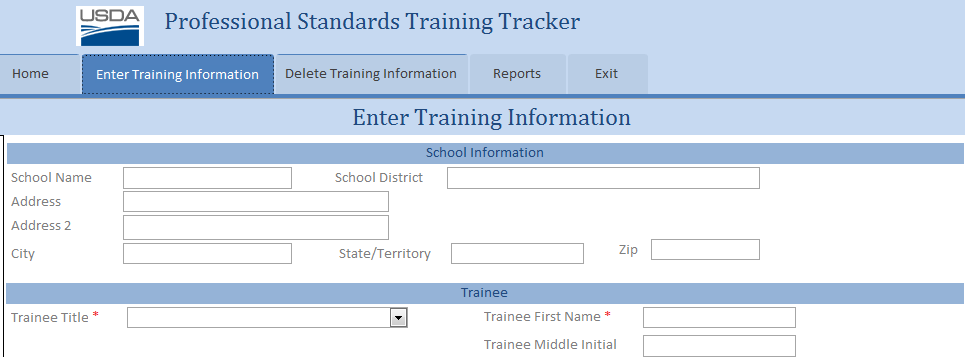 USDA
Professional Standards Training Tracker
Home Enter Training Information Delete Training Information Reports Exit
Enter Training Information
School Information
School Name School District
Address
Address 2
City State/Territory Zip
Trainee
Trainee Title * Trainee First Name *
Trainee Middle Initial